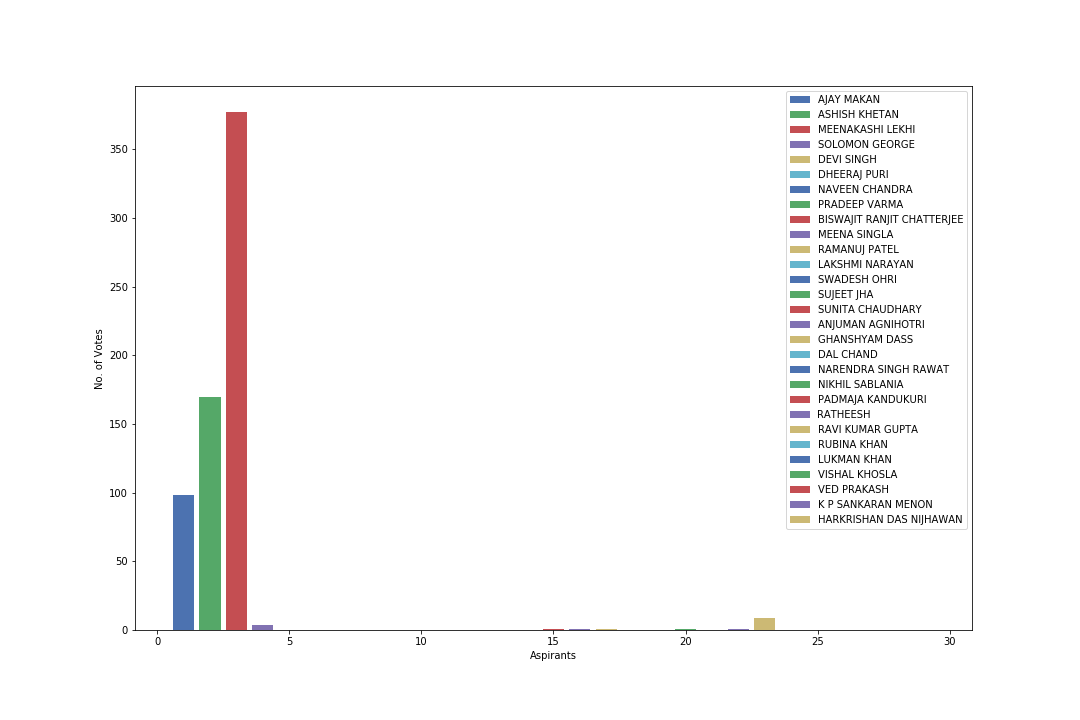 AJAY MAKAN
ASHISH KHETAN
MEENAKASHI LEKHI
SOLOMON GEORGE
DEVI SINGH
DHEERAJ PURI
NAVEEN CHANDRA
PRADEEP VARMA
BISWAJIT RANJIT CHATTERJEE
MEENA SINGLA
RAMANUJ PATEL
LAKSHMI NARAYAN
SWADESH OHRI
SUJEET JHA
SUNITA CHAUDHARY
ANJUMAN AGNIHOTRI
GHANSHYAM DASS
DAL CHAND
NARENDRA SINGH RAWAT
NIKHIL SABLANIA
PADMAJA KANDUKURI
RATHEESH
RAVI KUMAR GUPTA
RUBINA KHAN
LUKMAN KHAN
VISHAL KHOSLA
VED PRAKASH
K P SANKARAN MENON
HARKRISHAN DAS NIJHAWAN
350
300
250
200
150
100
50
0
No. of Votes
0 5 10 15 20 25 30
Aspirants